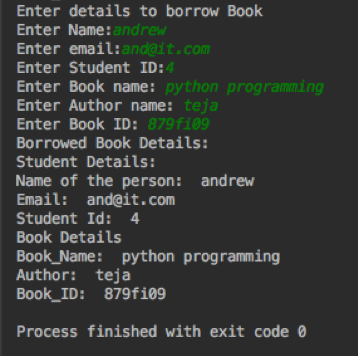 Enter details to borrow Book
Enter Name:andrew
Enter email:and@it.com
Enter Student ID:4
Enter Book name: python programming
Enter Author name: teja
Enter Book ID: 879fi09
Borrowed Book Details:
Student Details:
Name of the person:  andrew
Email:  and@it.com
Student Id:  4
Book Details
Book_Name:  python programming
Author:  teja
Book_ID:  879fi09

Process finished with exit code 0